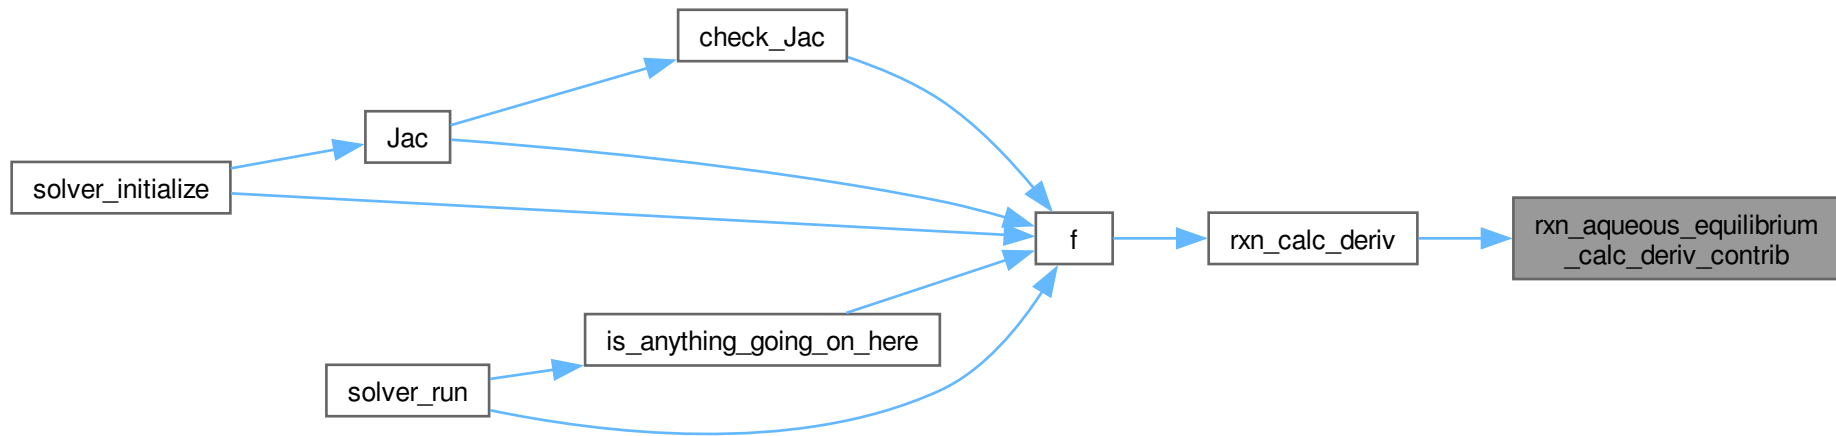 check_Jac
Jac
solver_initialize
f
rxn_calc_deriv
rxn_aqueous_equilibrium
_calc_deriv_contrib
is_anything_going_on_here
solver_run